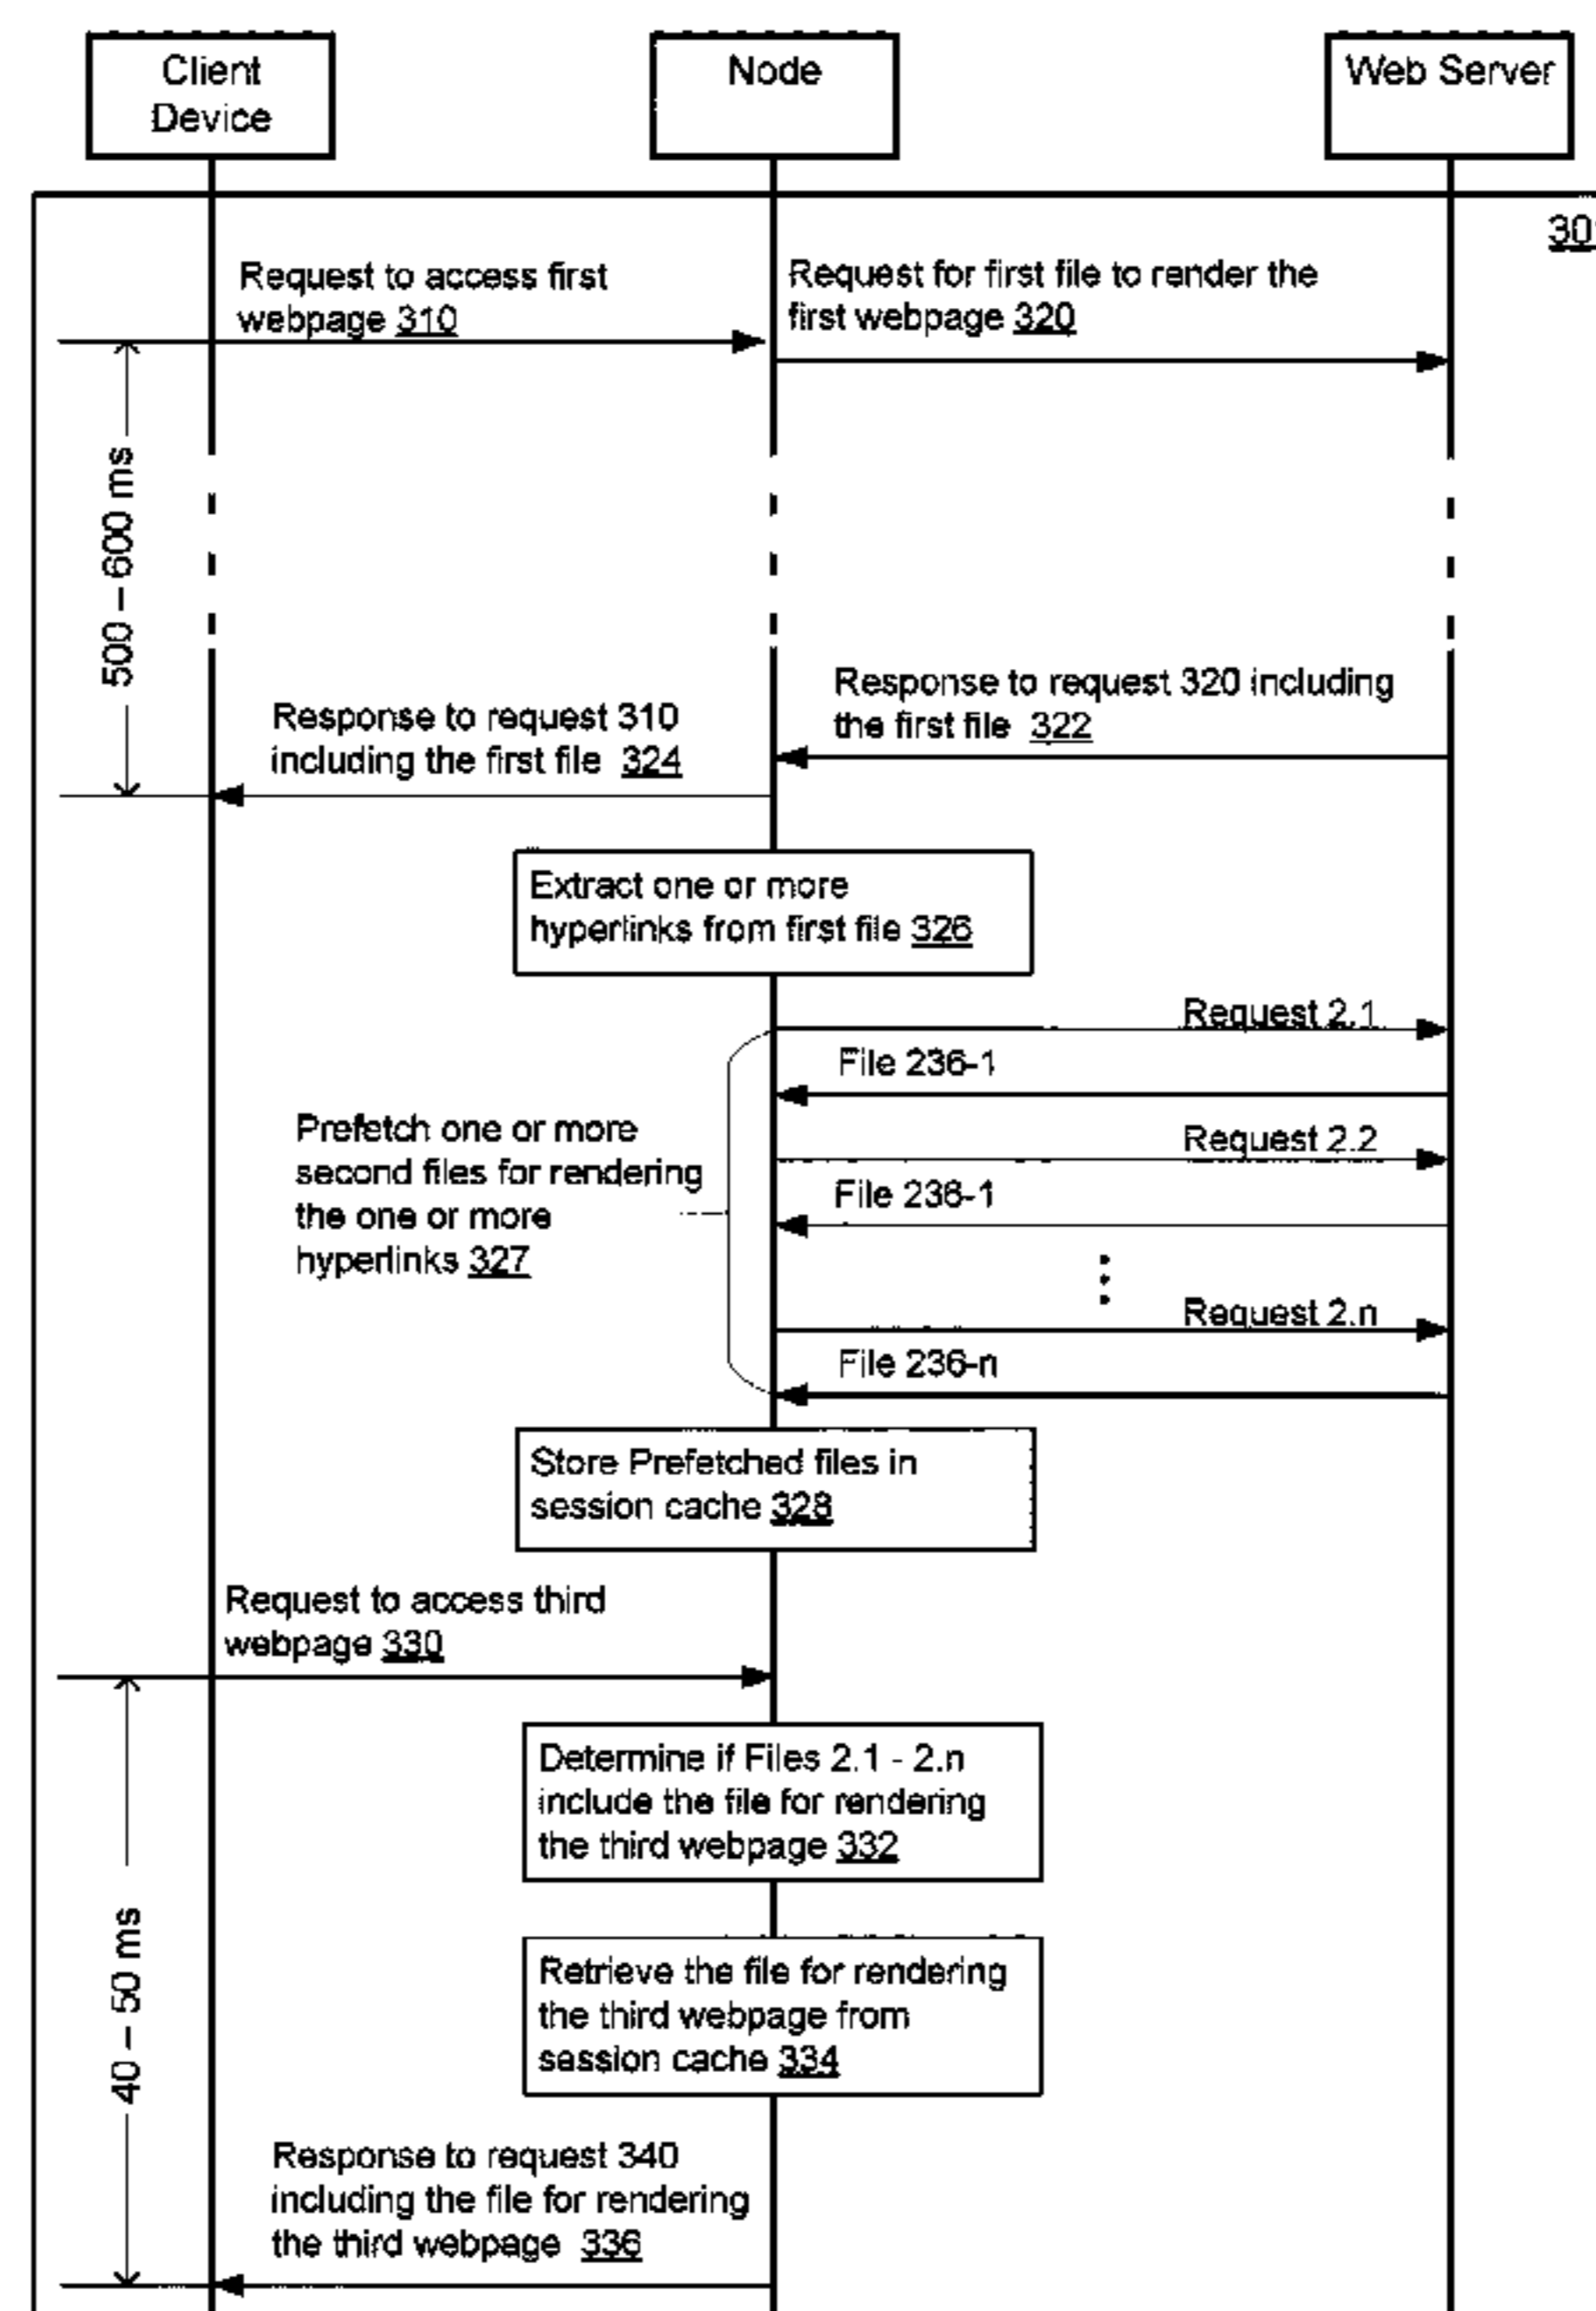 Client
Device
Node
Web Server
Request to access first
webpage 310
Request for first file to render the
first webpage 320
500 – 600 ms
Response to request 320 including
the first file 322
Response to request 310
including the first file 324
Extract one or more
hyperlinks from first file 326
Request 2.1
File 236-1
Prefetch one or more
second files for rendering
the one or more
hyperlinks 327
Request 2.2
File 236-1
Request 2.n
File 236-n
Store Prefetched files in
session cache 328
Request to access third
webpage 330
Determine if Files 2.1 - 2.n
include the file for rendering
the third webpage 332
40 – 50 ms
Retrieve the file for rendering
the third webpage from
session cache 334
Response to request 340
including the file for rendering
the third webpage 336